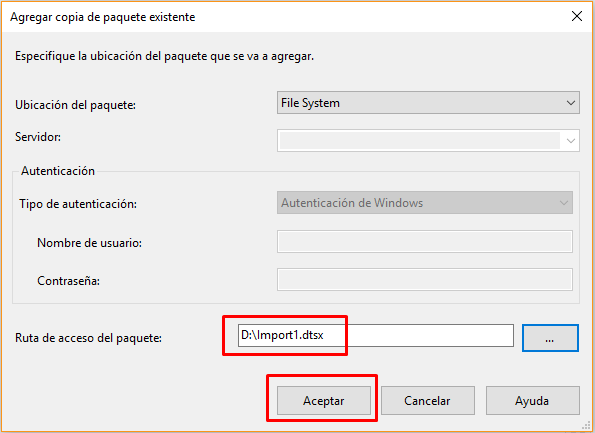 Agregar copia de paquete existente
Especifique la ubicación del paquete que se va a agregar.
Ubicación del paquete:
File System
Servidor:
Autenticación
Tipo de autenticación:
Autenticación de Windows
Nombre de usuario:
Contraseña:
Ruta de acceso del paquete:
D:\Import1.dtsx
...
Aceptar
Cancelar
Ayuda